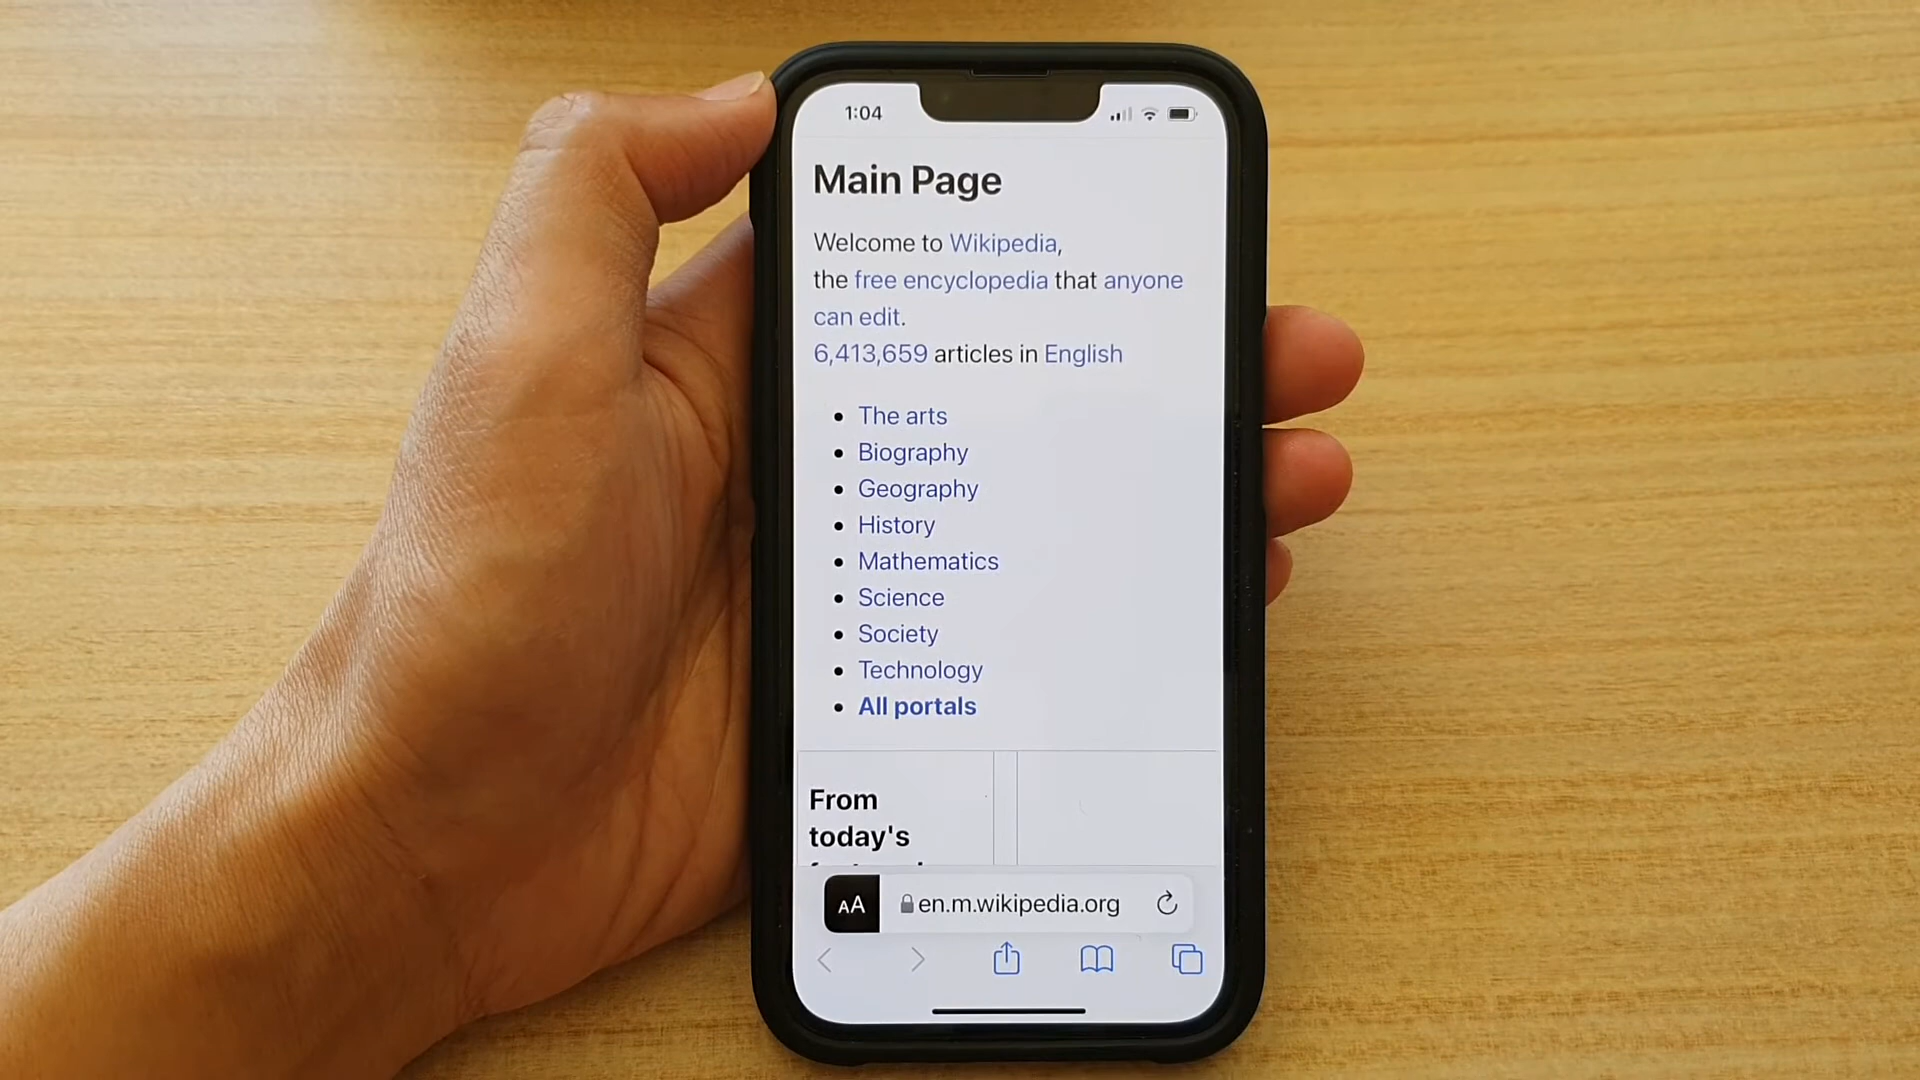 1:04
Main Page
Welcome to Wikipedia,
the free encyclopedia that anyone
can edit.
6,413,659 articles in English
• The arts
• Biography
• Geography
• History
• Mathematics
• Science
• Society
• Technology
• All portals
From
today's
AA en.m.wikipedia.org